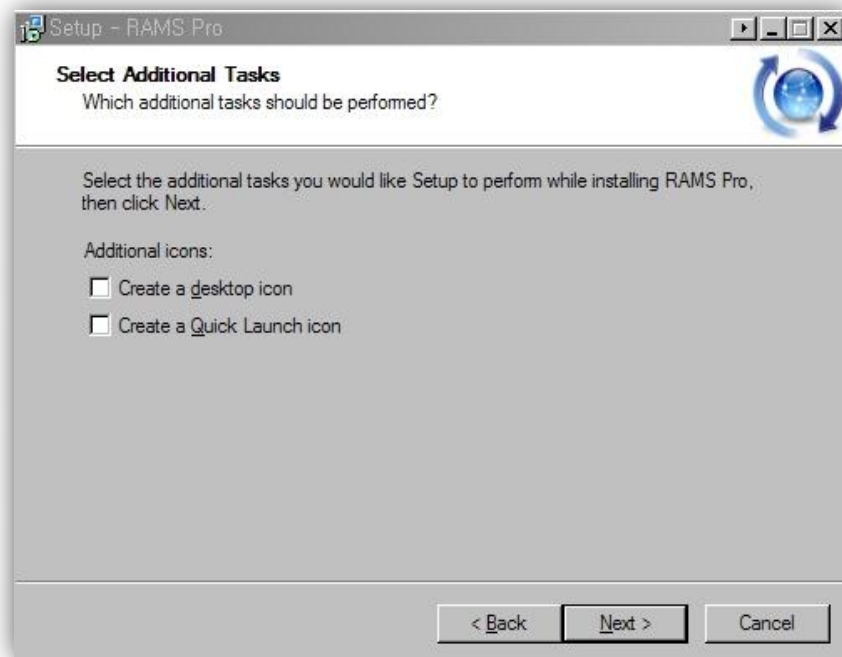 Setup - RAMS Pro
Select Additional Tasks
Which additional tasks should be performed?
Select the additional tasks you would like Setup to perform while installing RAMS Pro,
then click Next.
Additional icons:
Create a desktop icon
Create a Quick Launch icon
< Back Next > Cancel